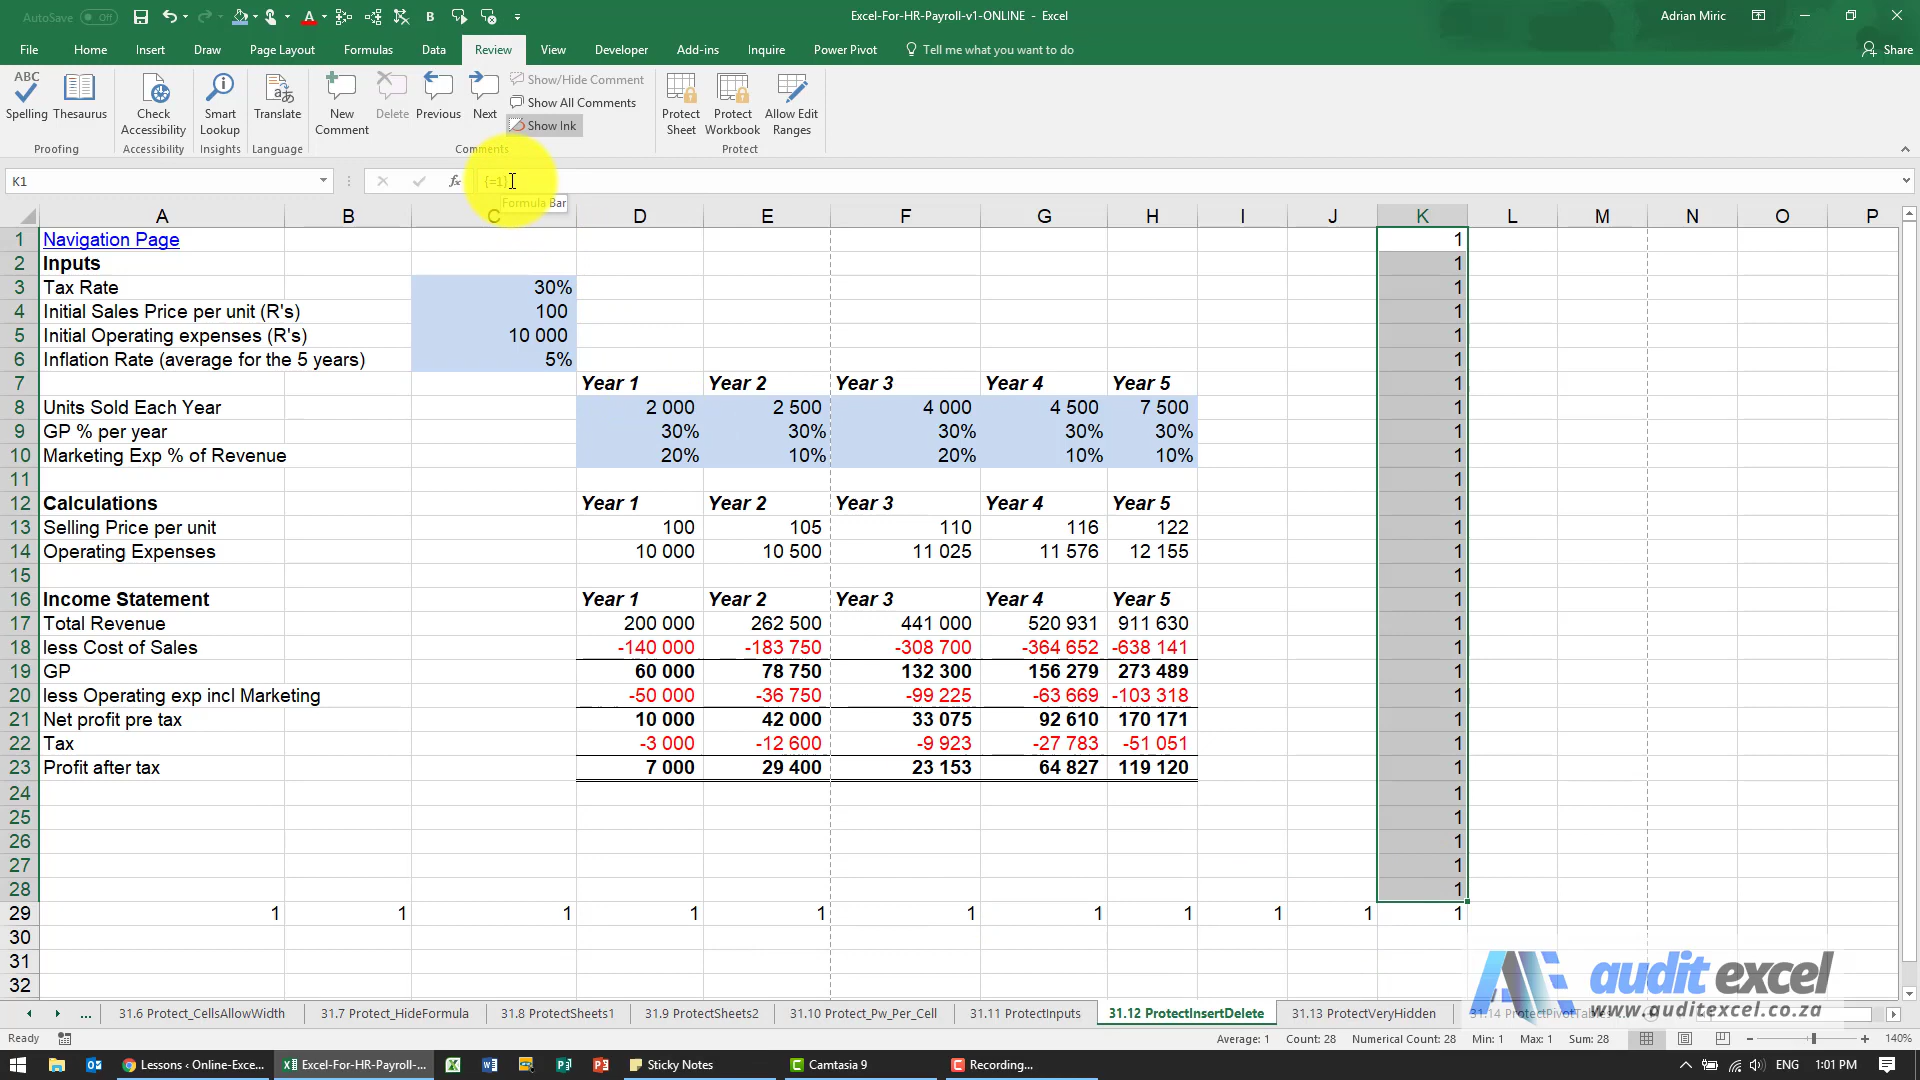 AutoSave Off
Excel-For-HR-Payroll-v1-ONLINE - Excel
Adrian Miric
File Home Insert Draw Page Layout Formulas Data Review View Developer Add-ins Inquire Power Pivot Tell me what you want to do Share
ABC
Spelling Thesaurus
Check Accessibility
Smart Lookup
Translate
New Comment
Delete Previous Next
Show/Hide Comment
Show All Comments
Show Ink
Protect Sheet
Protect Workbook
Allow Edit Ranges
Proofing Accessibility Insights Language Comments Protect
K1 fx {=1}
Formula Bar
A B C D E F G H I J K L M N O P
1 Navigation Page 1
2 Inputs 1
3 Tax Rate 30% 1
4 Initial Sales Price per unit (R's) 100 1
5 Initial Operating expenses (R's) 10 000 1
6 Inflation Rate (average for the 5 years) 5% 1
7 Year 1 Year 2 Year 3 Year 4 Year 5 1
8 Units Sold Each Year 2 000 2 500 4 000 4 500 7 500 1
9 GP % per year 30% 30% 30% 30% 30% 1
10 Marketing Exp % of Revenue 20% 10% 20% 10% 10% 1
11 1
12 Calculations Year 1 Year 2 Year 3 Year 4 Year 5 1
13 Selling Price per unit 100 105 110 116 122 1
14 Operating Expenses 10 000 10 500 11 025 11 576 12 155 1
15 1
16 Income Statement Year 1 Year 2 Year 3 Year 4 Year 5 1
17 Total Revenue 200 000 262 500 441 000 520 931 911 630 1
18 less Cost of Sales -140 000 -183 750 -308 700 -364 652 -638 141 1
19 GP 60 000 78 750 132 300 156 279 273 489 1
20 less Operating exp incl Marketing -50 000 -36 750 -99 225 -63 669 -103 318 1
21 Net profit pre tax 10 000 42 000 33 075 92 610 170 171 1
22 Tax -3 000 -12 600 -9 923 -27 783 -51 051 1
23 Profit after tax 7 000 29 400 23 153 64 827 119 120 1
24 1
25 1
26 1
27 1
28 1
29 1 1 1 1 1 1 1 1 1 1 1
30
31
32
audit excel
www.auditexcel.co.za
... 31.6 Protect_CellsAllowWidth 31.7 Protect_HideFormula 31.8 ProtectSheets1 31.9 ProtectSheets2 31.10 Protect_Pw_Per_Cell 31.11 ProtectInputs 31.12 ProtectInsertDelete 31.13 ProtectVeryHidden 31.14 ProtectPivotTables
Ready Average: 1 Count: 28 Numerical Count: 28 Min: 1 Max: 1 Sum: 28 140%
Lessons ‹ Online-Exce... Excel-For-HR-Payroll-... Sticky Notes Camtasia 9 Recording... ENG 1:01 PM